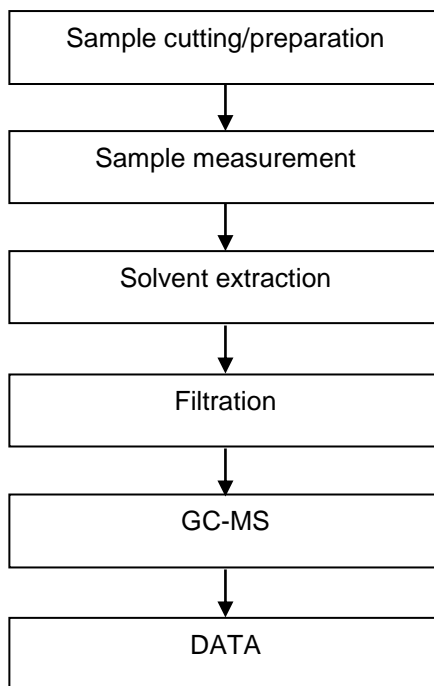 Sample cutting/preparation
Sample measurement
Solvent extraction
Filtration
GC-MS
DATA